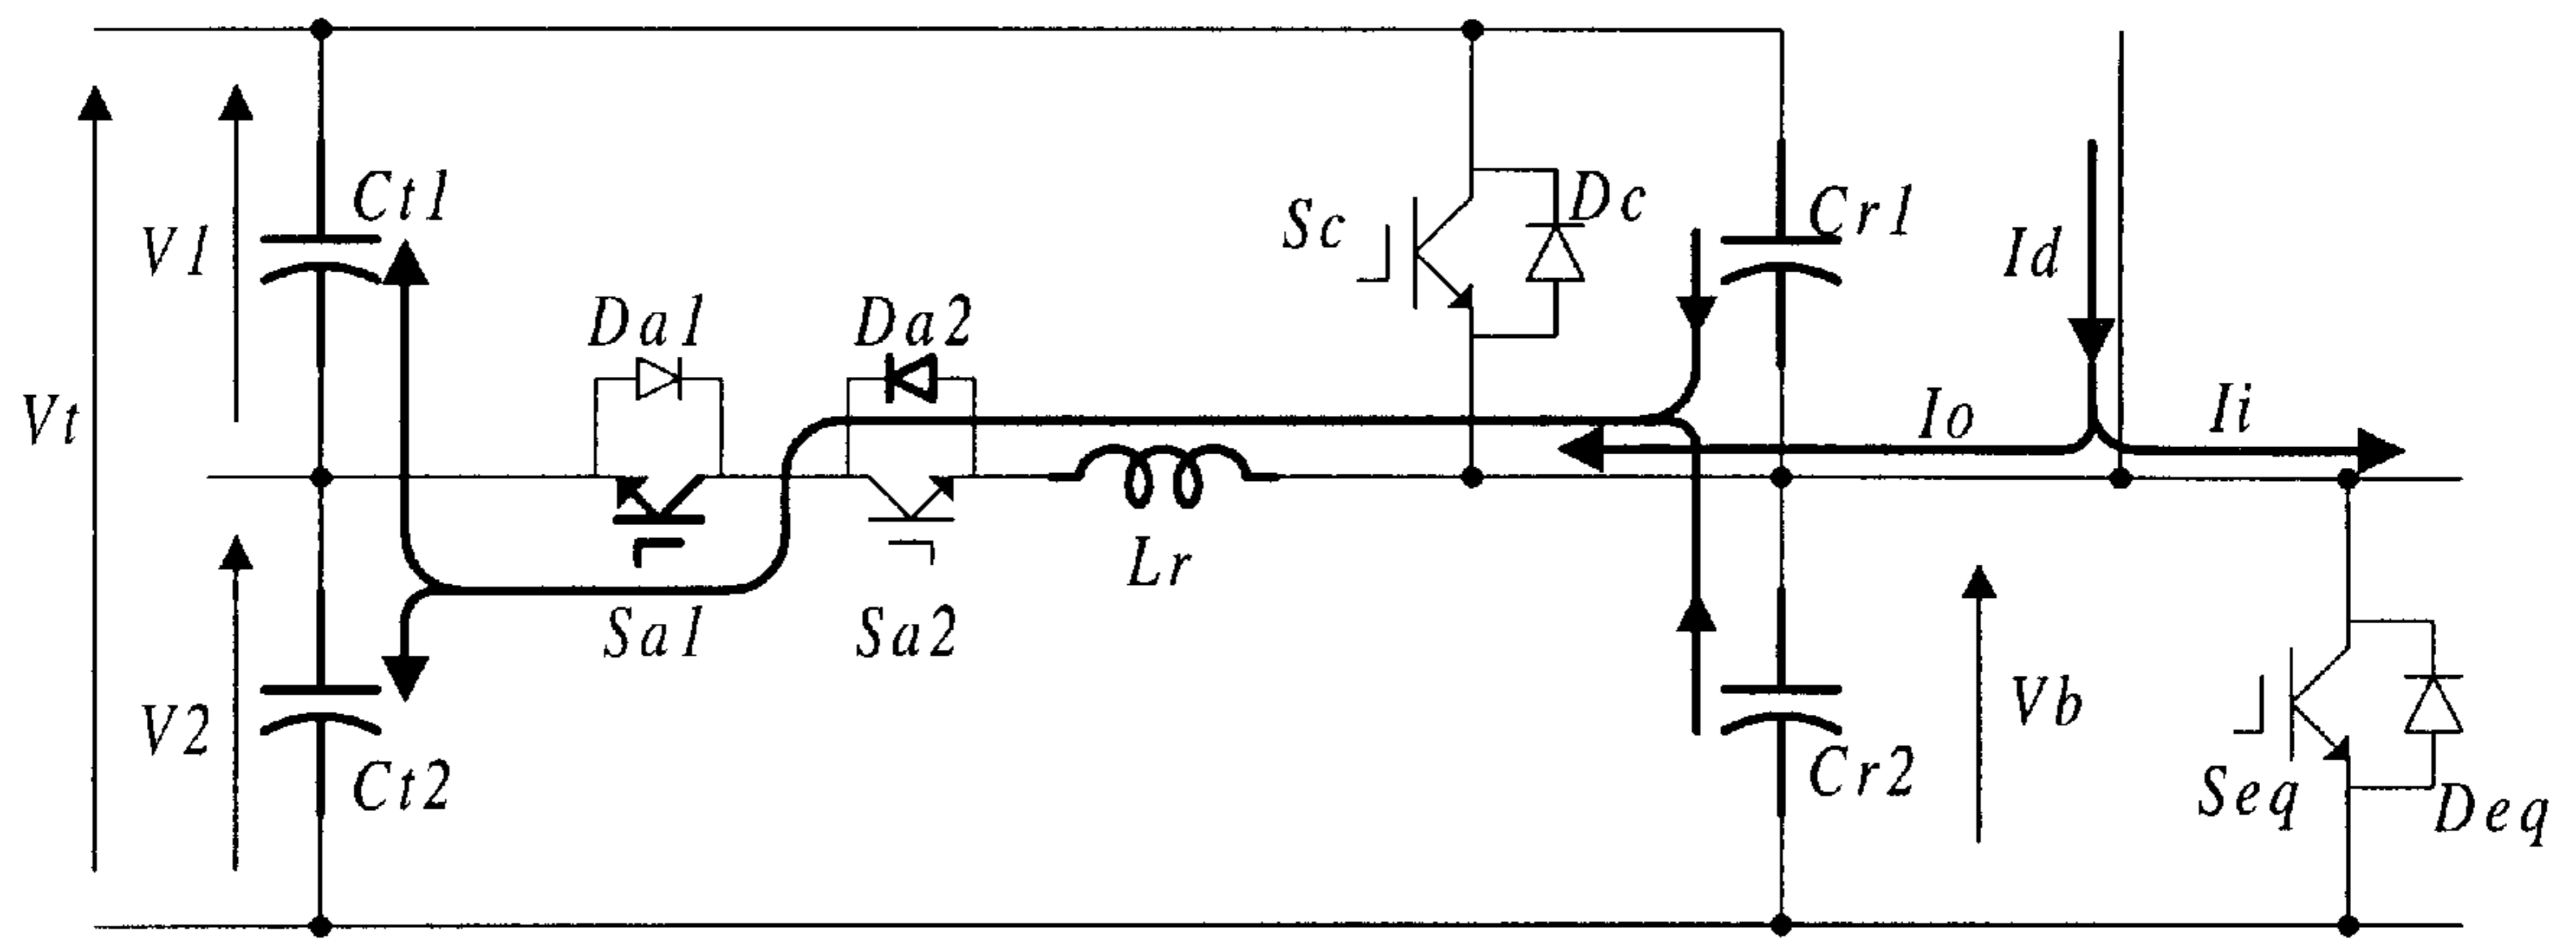 Ct1
Cr1
Dc
Sc
V1
Id
Da1
Da2
Vt
Io
Ii
Lr
Sa1
Sa2
V2
Vb
Ct2
Cr2
Seq
Deq